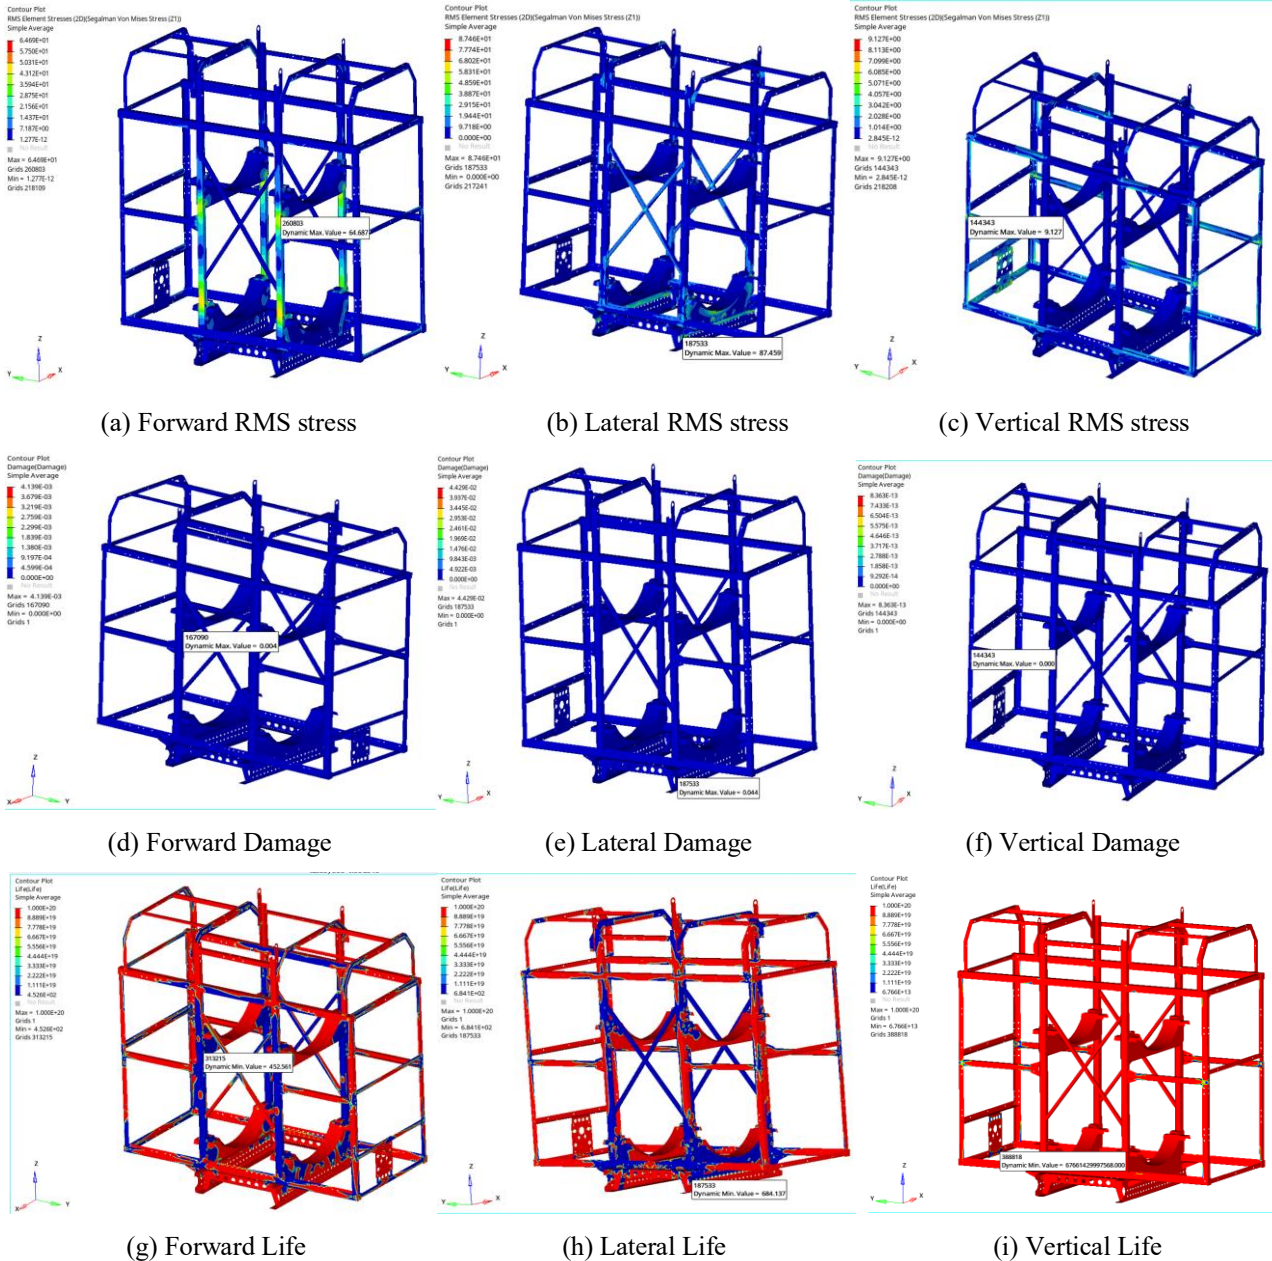 Contour Plot
RMS Element Stresses (2D)(Segalman Von Mises Stress (Z1))
Simple Average
6.469E+01
5.750E+01
5.031E+01
4.312E+01
3.594E+01
2.875E+01
2.156E+01
1.437E+01
7.187E+00
1.277E-12
No Result
Max = 6.469E+01
Grids 260803
Min = 1.277E-12
Grids 218109
260803
Dynamic Max. Value = 64.687
Z
Y
X
(a) Forward RMS stress
Contour Plot
RMS Element Stresses (2D)(Segalman Von Mises Stress (Z1))
Simple Average
8.746E+01
7.774E+01
6.802E+01
5.831E+01
4.859E+01
3.887E+01
2.915E+01
1.944E+01
9.718E+00
0.000E+00
No Result
Max = 8.746E+01
Grids 187533
Min = 0.000E+00
Grids 217241
187533
Dynamic Max. Value = 87.459
Z
Y
X
(b) Lateral RMS stress
Contour Plot
RMS Element Stresses (2D)(Segalman Von Mises Stress (Z1))
Simple Average
9.127E+00
8.113E+00
7.099E+00
6.085E+00
5.071E+00
4.057E+00
3.042E+00
2.028E+00
1.014E+00
2.845E-12
No Result
Max = 9.127E+00
Grids 144343
Min = 2.845E-12
Grids 218208
144343
Dynamic Max. Value = 9.127
Z
Y
X
(c) Vertical RMS stress
Contour Plot
Damage(Damage)
Simple Average
4.139E-03
3.679E-03
3.219E-03
2.759E-03
2.299E-03
1.839E-03
1.380E-03
9.197E-04
4.599E-04
0.000E+00
No Result
Max = 4.139E-03
Grids 167090
Min = 0.000E+00
Grids 1
167090
Dynamic Max. Value = 0.004
Z
X
Y
(d) Forward Damage
Contour Plot
Damage(Damage)
Simple Average
4.429E-02
3.937E-02
3.445E-02
2.953E-02
2.461E-02
1.969E-02
1.476E-02
9.843E-03
4.922E-03
0.000E+00
No Result
Max = 4.429E-02
Grids 187533
Min = 0.000E+00
Grids 1
187533
Dynamic Max. Value = 0.044
Z
Y
X
(e) Lateral Damage
Contour Plot
Damage(Damage)
Simple Average
8.363E-13
7.433E-13
6.504E-13
5.575E-13
4.646E-13
3.717E-13
2.788E-13
1.858E-13
9.292E-14
0.000E+00
No Result
Max = 8.363E-13
Grids 144343
Min = 0.000E+00
Grids 1
144343
Dynamic Max. Value = 0.000
Z
Y
X
(f) Vertical Damage
Contour Plot
Life(Life)
Simple Average
1.000E+20
8.889E+19
7.778E+19
6.667E+19
5.556E+19
4.444E+19
3.333E+19
2.222E+19
1.111E+19
4.526E+02
No Result
Max = 1.000E+20
Grids 1
Min = 4.526E+02
Grids 313215
313215
Dynamic Min. Value = 452.561
Z
X
Y
(g) Forward Life
Contour Plot
Life(Life)
Simple Average
1.000E+20
8.889E+19
7.778E+19
6.667E+19
5.556E+19
4.444E+19
3.333E+19
2.222E+19
1.111E+19
6.841E+02
No Result
Max = 1.000E+20
Grids 1
Min = 6.841E+02
Grids 187533
187533
Dynamic Min. Value = 684.137
Z
Y
X
(h) Lateral Life
Contour Plot
Life(Life)
Simple Average
1.000E+20
8.889E+19
7.778E+19
6.667E+19
5.556E+19
4.444E+19
3.333E+19
2.222E+19
1.111E+19
6.766E+13
No Result
Max = 1.000E+20
Grids 1
Min = 6.766E+13
Grids 388818
388818
Dynamic Min. Value = 67661429997568.000
Z
Y
X
(i) Vertical Life